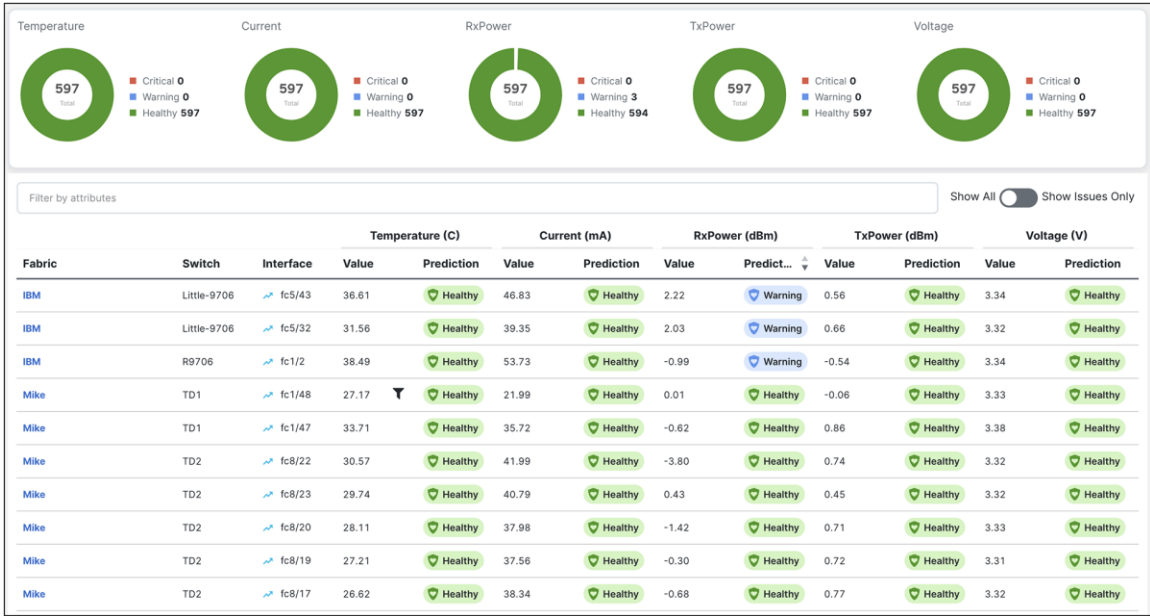 Temperature Current RxPower TxPower Voltage
597 Total Critical 0 Warning 0 Healthy 597
597 Total Critical 0 Warning 0 Healthy 597
597 Total Critical 0 Warning 3 Healthy 594
597 Total Critical 0 Warning 0 Healthy 597
597 Total Critical 0 Warning 0 Healthy 597
Filter by attributes Show All Show Issues Only
Temperature (C) Current (mA) RxPower (dBm) TxPower (dBm) Voltage (V)
Fabric Switch Interface Value Prediction Value Prediction Value Predict... Value Prediction Value Prediction
IBM Little-9706 fc5/43 36.61 Healthy 46.83 Healthy 2.22 Warning 0.56 Healthy 3.34 Healthy
IBM Little-9706 fc5/32 31.56 Healthy 39.35 Healthy 2.03 Warning 0.66 Healthy 3.32 Healthy
IBM R9706 fc1/2 38.49 Healthy 53.73 Healthy -0.99 Warning -0.54 Healthy 3.34 Healthy
Mike TD1 fc1/48 27.17 Healthy 21.99 Healthy 0.01 Healthy -0.06 Healthy 3.33 Healthy
Mike TD1 fc1/47 33.71 Healthy 35.72 Healthy -0.62 Healthy 0.86 Healthy 3.38 Healthy
Mike TD2 fc8/22 30.57 Healthy 41.99 Healthy -3.80 Healthy 0.74 Healthy 3.32 Healthy
Mike TD2 fc8/23 29.74 Healthy 40.79 Healthy 0.43 Healthy 0.45 Healthy 3.32 Healthy
Mike TD2 fc8/20 28.11 Healthy 37.98 Healthy -1.42 Healthy 0.71 Healthy 3.33 Healthy
Mike TD2 fc8/19 27.21 Healthy 37.56 Healthy -0.30 Healthy 0.72 Healthy 3.31 Healthy
Mike TD2 fc8/17 26.62 Healthy 38.34 Healthy -0.68 Healthy 0.77 Healthy 3.32 Healthy